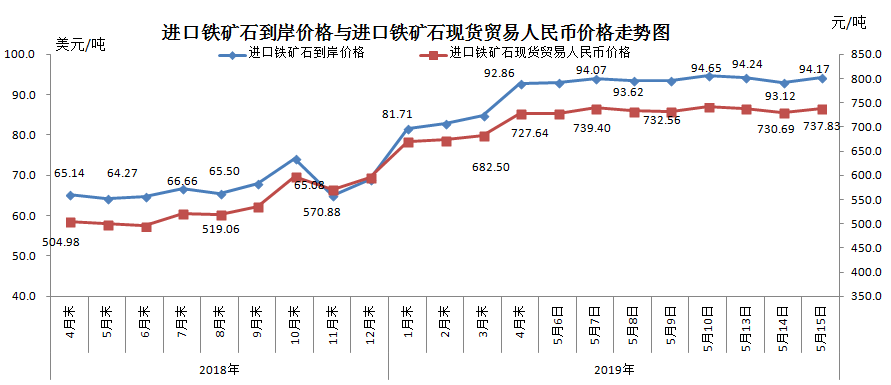 进口铁矿石到岸价格与进口铁矿石现货贸易人民币价格走势图
美元/吨
元/吨
进口铁矿石到岸价格
进口铁矿石现货贸易人民币价格
100.0
90.0
80.0
70.0
60.0
50.0
40.0
850.0
800.0
750.0
700.0
650.0
600.0
550.0
500.0
450.0
400.0
350.0
65.14
64.27
66.66
65.50
65.08
81.71
92.86
94.07
93.62
94.65
94.24
93.12
94.17
504.98
519.06
570.88
682.50
727.64
739.40
732.56
730.69
737.83
4月末
5月末
6月末
7月末
8月末
9月末
10月末
11月末
12月末
1月末
2月末
3月末
4月末
5月6日
5月7日
5月8日
5月9日
5月10日
5月13日
5月14日
5月15日
2018年
2019年